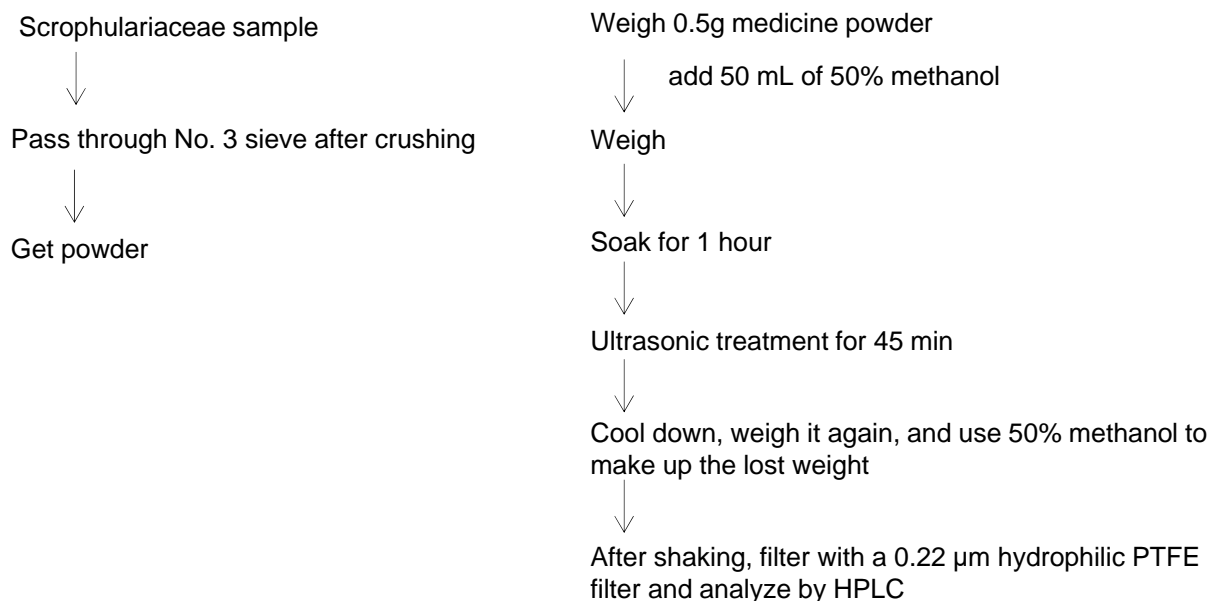 Scrophulariaceae sample
Pass through No. 3 sieve after crushing
Get powder
Weigh 0.5g medicine powder
add 50 mL of 50% methanol
Weigh
Soak for 1 hour
Ultrasonic treatment for 45 min
Cool down, weigh it again, and use 50% methanol to
make up the lost weight
After shaking, filter with a 0.22 µm hydrophilic PTFE
filter and analyze by HPLC